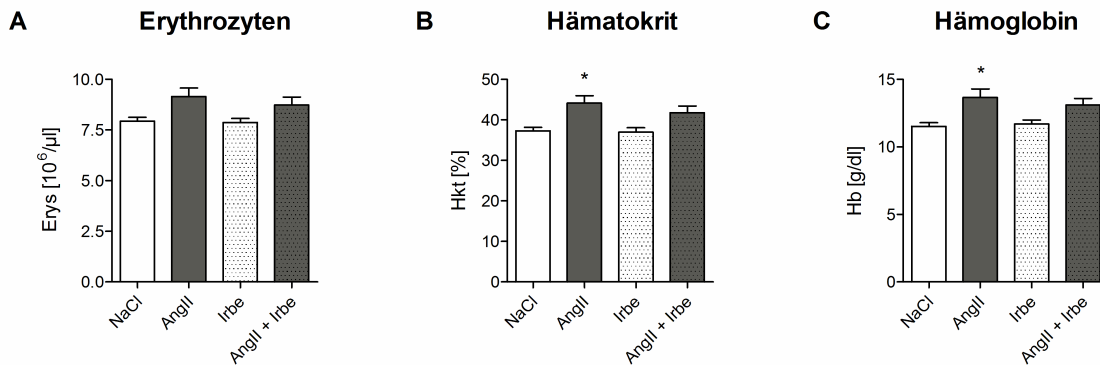 A Erythrozyten
10.0
7.5
5.0
2.5
0.0
Erys [10^6/µl]
NaCl
AngII
Irbe
AngII + Irbe
B Hämatokrit
50
40
30
20
10
0
Hkt [%]
*
NaCl
AngII
Irbe
AngII + Irbe
C Hämoglobin
15
10
5
0
Hb [g/dl]
*
NaCl
AngII
Irbe
AngII + Irbe